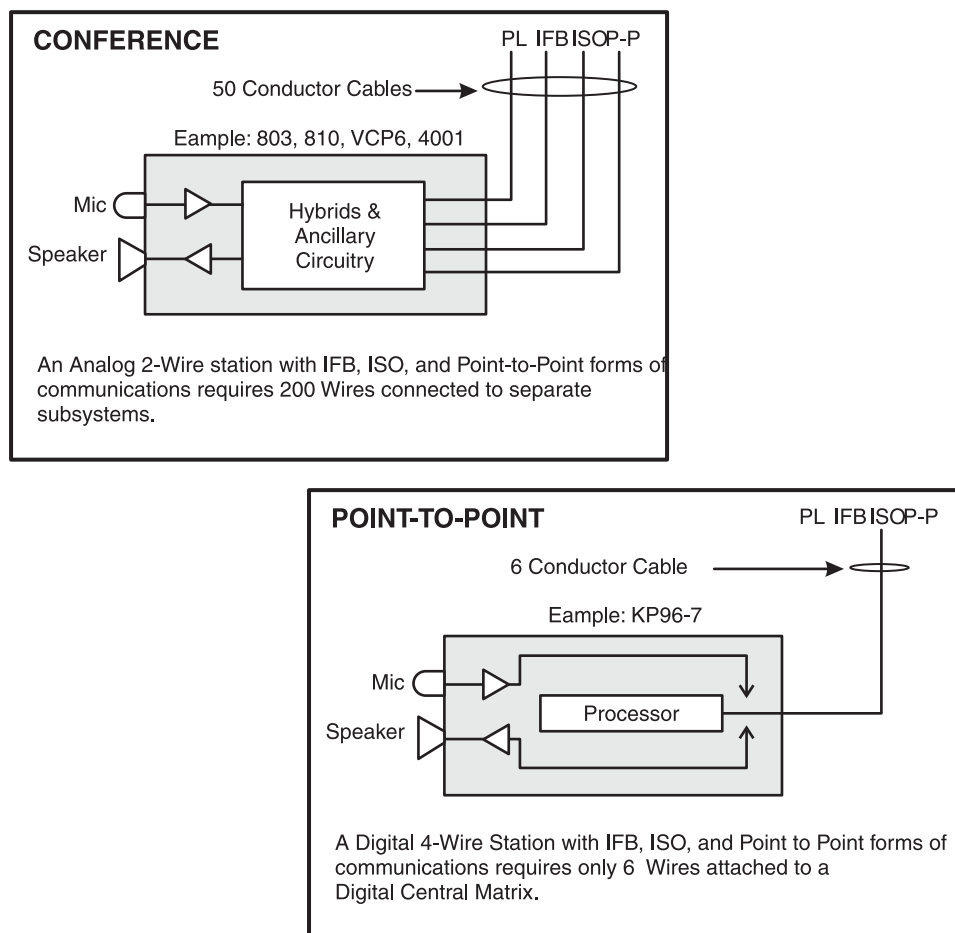 CONFERENCE
PL IFB ISO P-P
50 Conductor Cables
Eample: 803, 810, VCP6, 4001
Mic
Speaker
Hybrids &
Ancillary
Circuitry
An Analog 2-Wire station with IFB, ISO, and Point-to-Point forms of
communications requires 200 Wires connected to separate
subsystems.
POINT-TO-POINT
PL IFB ISO P-P
6 Conductor Cable
Eample: KP96-7
Mic
Speaker
Processor
A Digital 4-Wire Station with IFB, ISO, and Point to Point forms of
communications requires only 6 Wires attached to a
Digital Central Matrix.